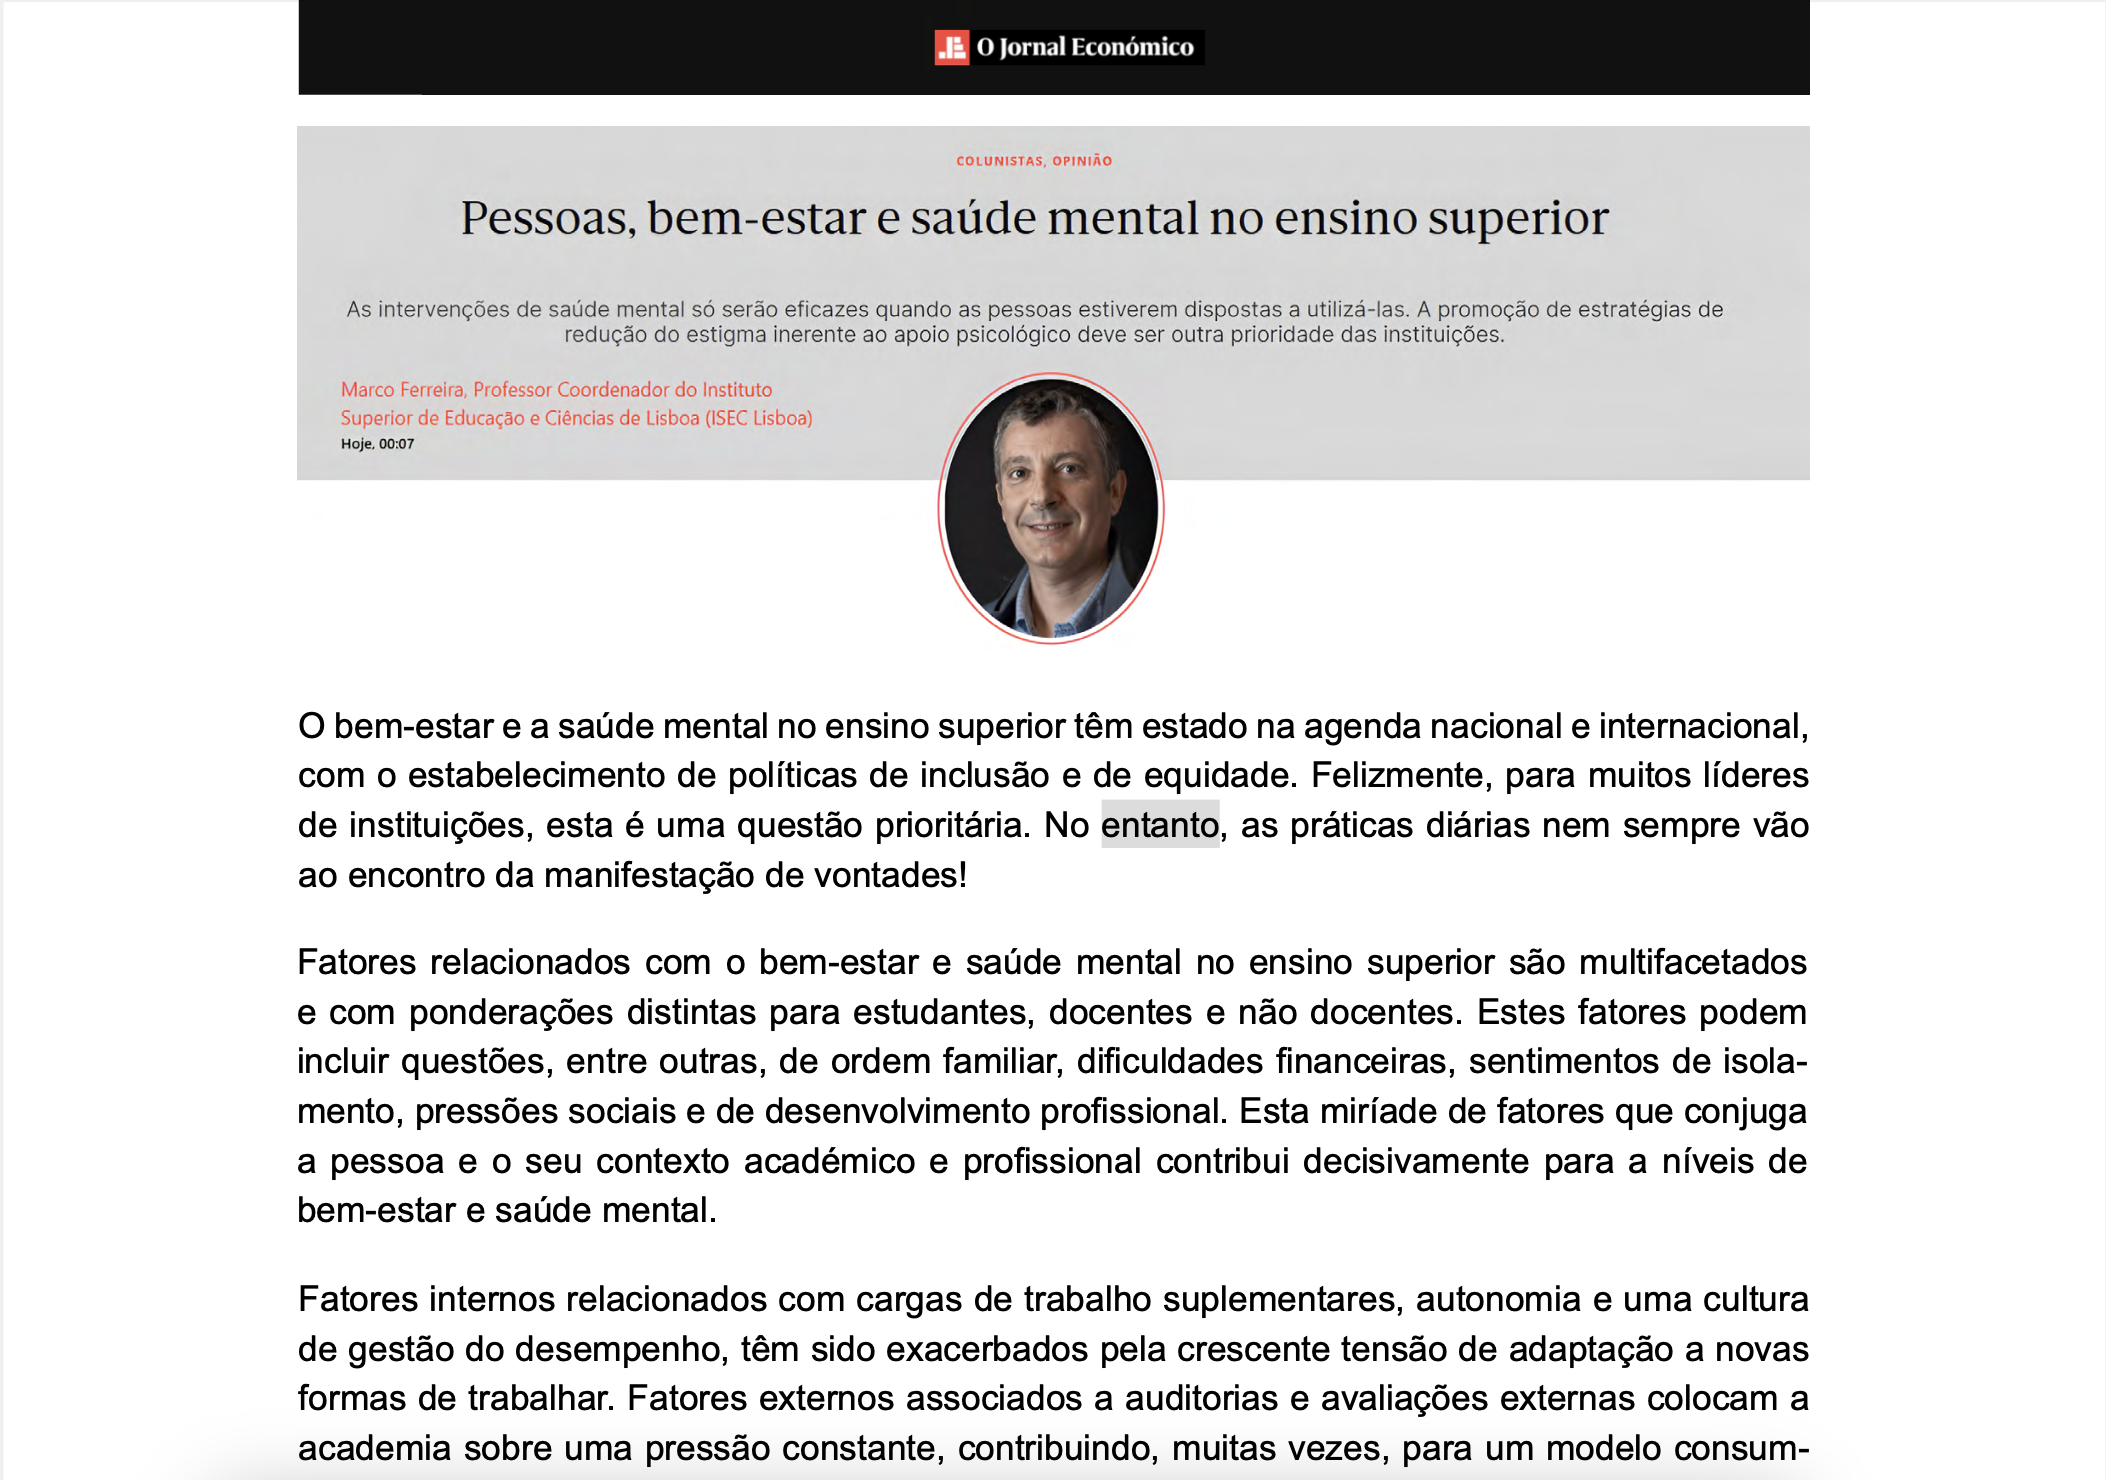 O Jornal Económico
COLUNISTAS, OPINIÃO
Pessoas, bem-estar e saúde mental no ensino superior
As intervenções de saúde mental só serão eficazes quando as pessoas estiverem dispostas a utilizá-las. A promoção de estratégias de
redução do estigma inerente ao apoio psicológico deve ser outra prioridade das instituições.
Marco Ferreira, Professor Coordenador do Instituto
Superior de Educação e Ciências de Lisboa (ISEC Lisboa)
Hoje, 00:07
O bem-estar e a saúde mental no ensino superior têm estado na agenda nacional e internacional,
com o estabelecimento de políticas de inclusão e de equidade. Felizmente, para muitos líderes
de instituições, esta é uma questão prioritária. No entanto, as práticas diárias nem sempre vão
ao encontro da manifestação de vontades!
Fatores relacionados com o bem-estar e saúde mental no ensino superior são multifacetados
e com ponderações distintas para estudantes, docentes e não docentes. Estes fatores podem
incluir questões, entre outras, de ordem familiar, dificuldades financeiras, sentimentos de isola-
mento, pressões sociais e de desenvolvimento profissional. Esta miríade de fatores que conjuga
a pessoa e o seu contexto académico e profissional contribui decisivamente para a níveis de
bem-estar e saúde mental.
Fatores internos relacionados com cargas de trabalho suplementares, autonomia e uma cultura
de gestão do desempenho, têm sido exacerbados pela crescente tensão de adaptação a novas
formas de trabalhar. Fatores externos associados a auditorias e avaliações externas colocam a
academia sobre uma pressão constante, contribuindo, muitas vezes, para um modelo consum-